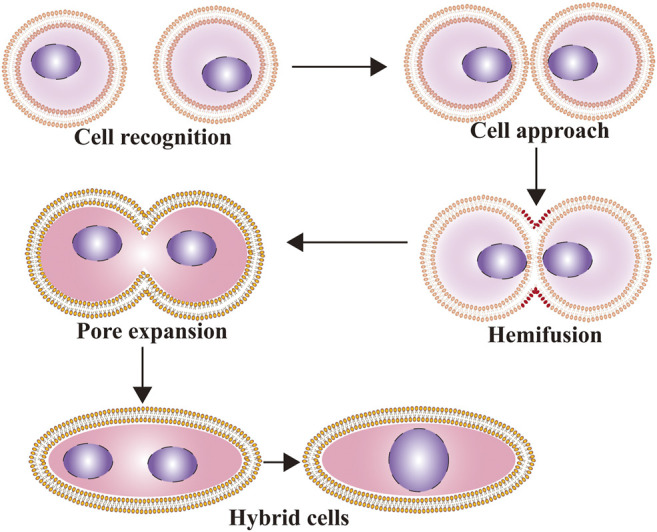 Cell recognition
Cell approach
Hemifusion
Pore expansion
Hybrid cells